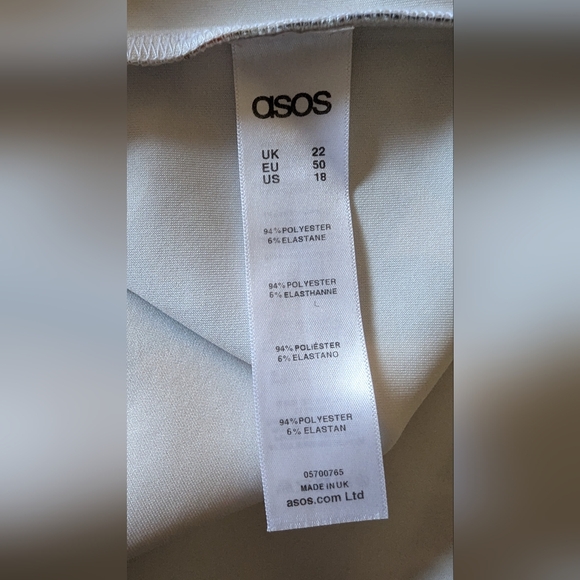 asos
UK 22
EU 50
US 18
94% POLYESTER
6% ELASTANE
94% POLYESTER
6% ELASTHANNE
94% POLIÉSTER
6% ELASTANO
94% POLYESTER
6% ELASTAN
05700765
MADE IN UK
asos.com Ltd